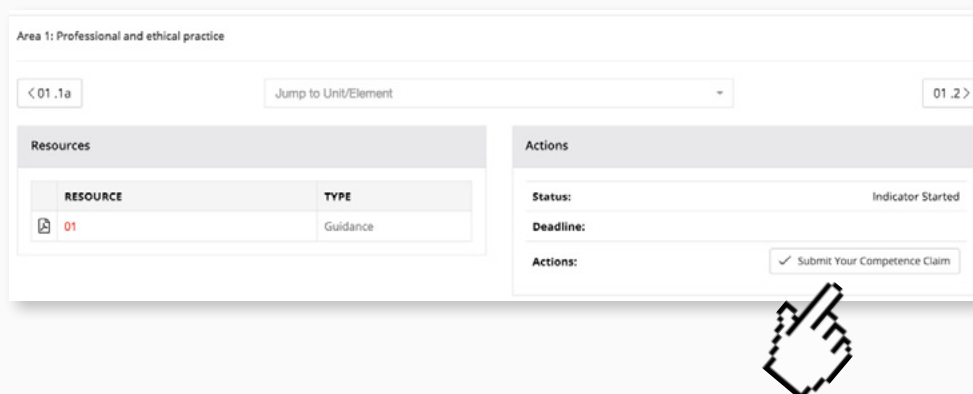 Area 1: Professional and ethical practice
<01 .1a
Jump to Unit/Element
01 .2>
Resources
RESOURCE TYPE
01 Guidance
Actions
Status: Indicator Started
Deadline:
Actions: ✓ Submit Your Competence Claim